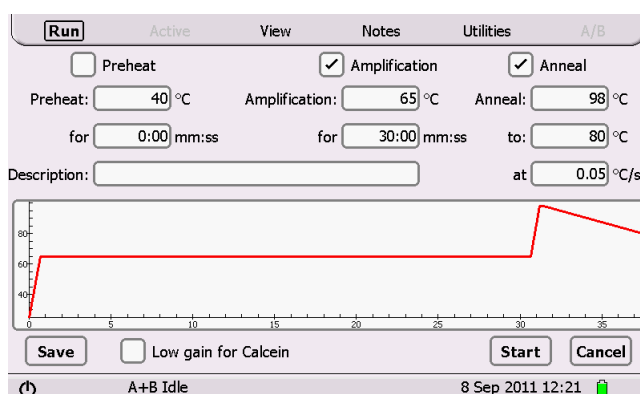 Run Active View Notes Utilities A/B
Preheat Amplification Anneal
Preheat: 40 °C Amplification: 65 °C Anneal: 98 °C
for 0:00 mm:ss for 30:00 mm:ss to: 80 °C
Description: at 0.05 °C/s
80
60
40
0 5 10 15 20 25 30 35
Save Low gain for Calcein Start Cancel
A+B Idle 8 Sep 2011 12:21